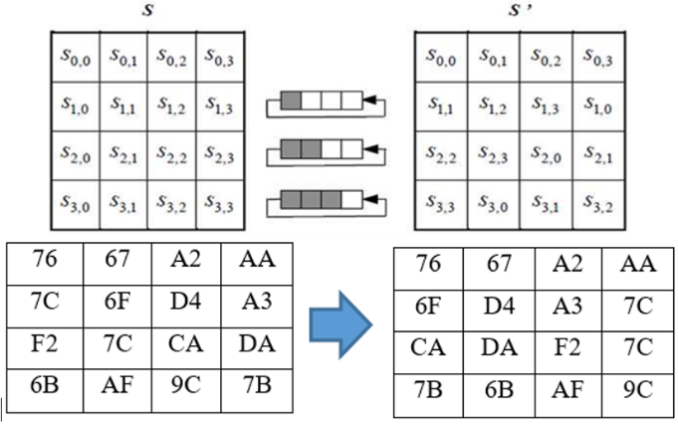 S S'
S0,0 S0,1 S0,2 S0,3 S0,0 S0,1 S0,2 S0,3
S1,0 S1,1 S1,2 S1,3 S1,1 S1,2 S1,3 S1,0
S2,0 S2,1 S2,2 S2,3 S2,2 S2,3 S2,0 S2,1
S3,0 S3,1 S3,2 S3,3 S3,3 S3,0 S3,1 S3,2
76 67 A2 AA 76 67 A2 AA
7C 6F D4 A3 6F D4 A3 7C
F2 7C CA DA CA DA F2 7C
6B AF 9C 7B 7B 6B AF 9C